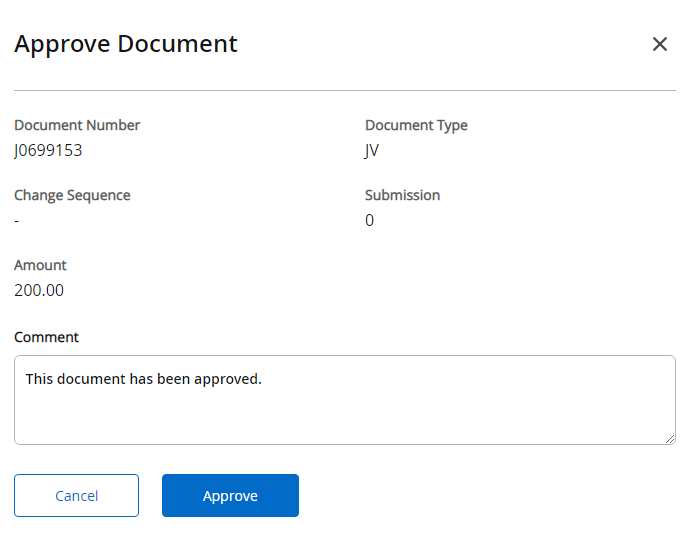 Approve Document
Document Number
J0699153
Document Type
JV
Change Sequence
-
Submission
0
Amount
200.00
Comment
This document has been approved.
Cancel
Approve